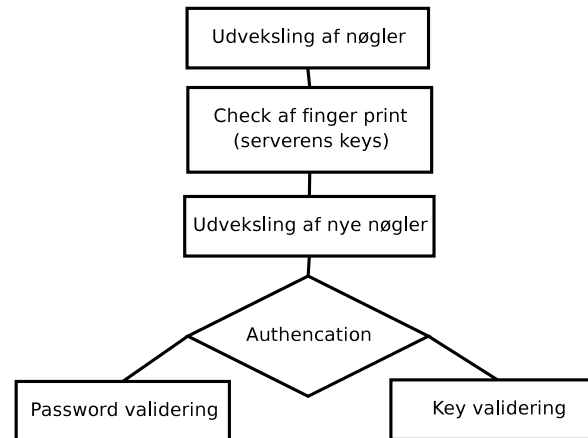 Udveksling af nøgler
Check af finger print
(serverens keys)
Udveksling af nye nøgler
Authencation
Password validering
Key validering